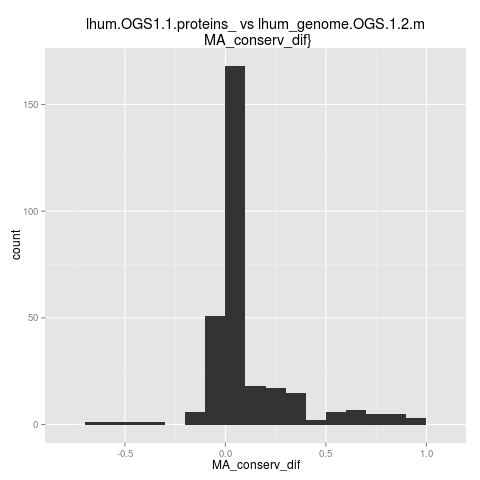 lhum.OGS1.1.proteins_ vs lhum_genome.OGS.1.2.m
MA_conserv_dif}
150
100
50
0
count
-0.5
0.0
0.5
1.0
MA_conserv_dif